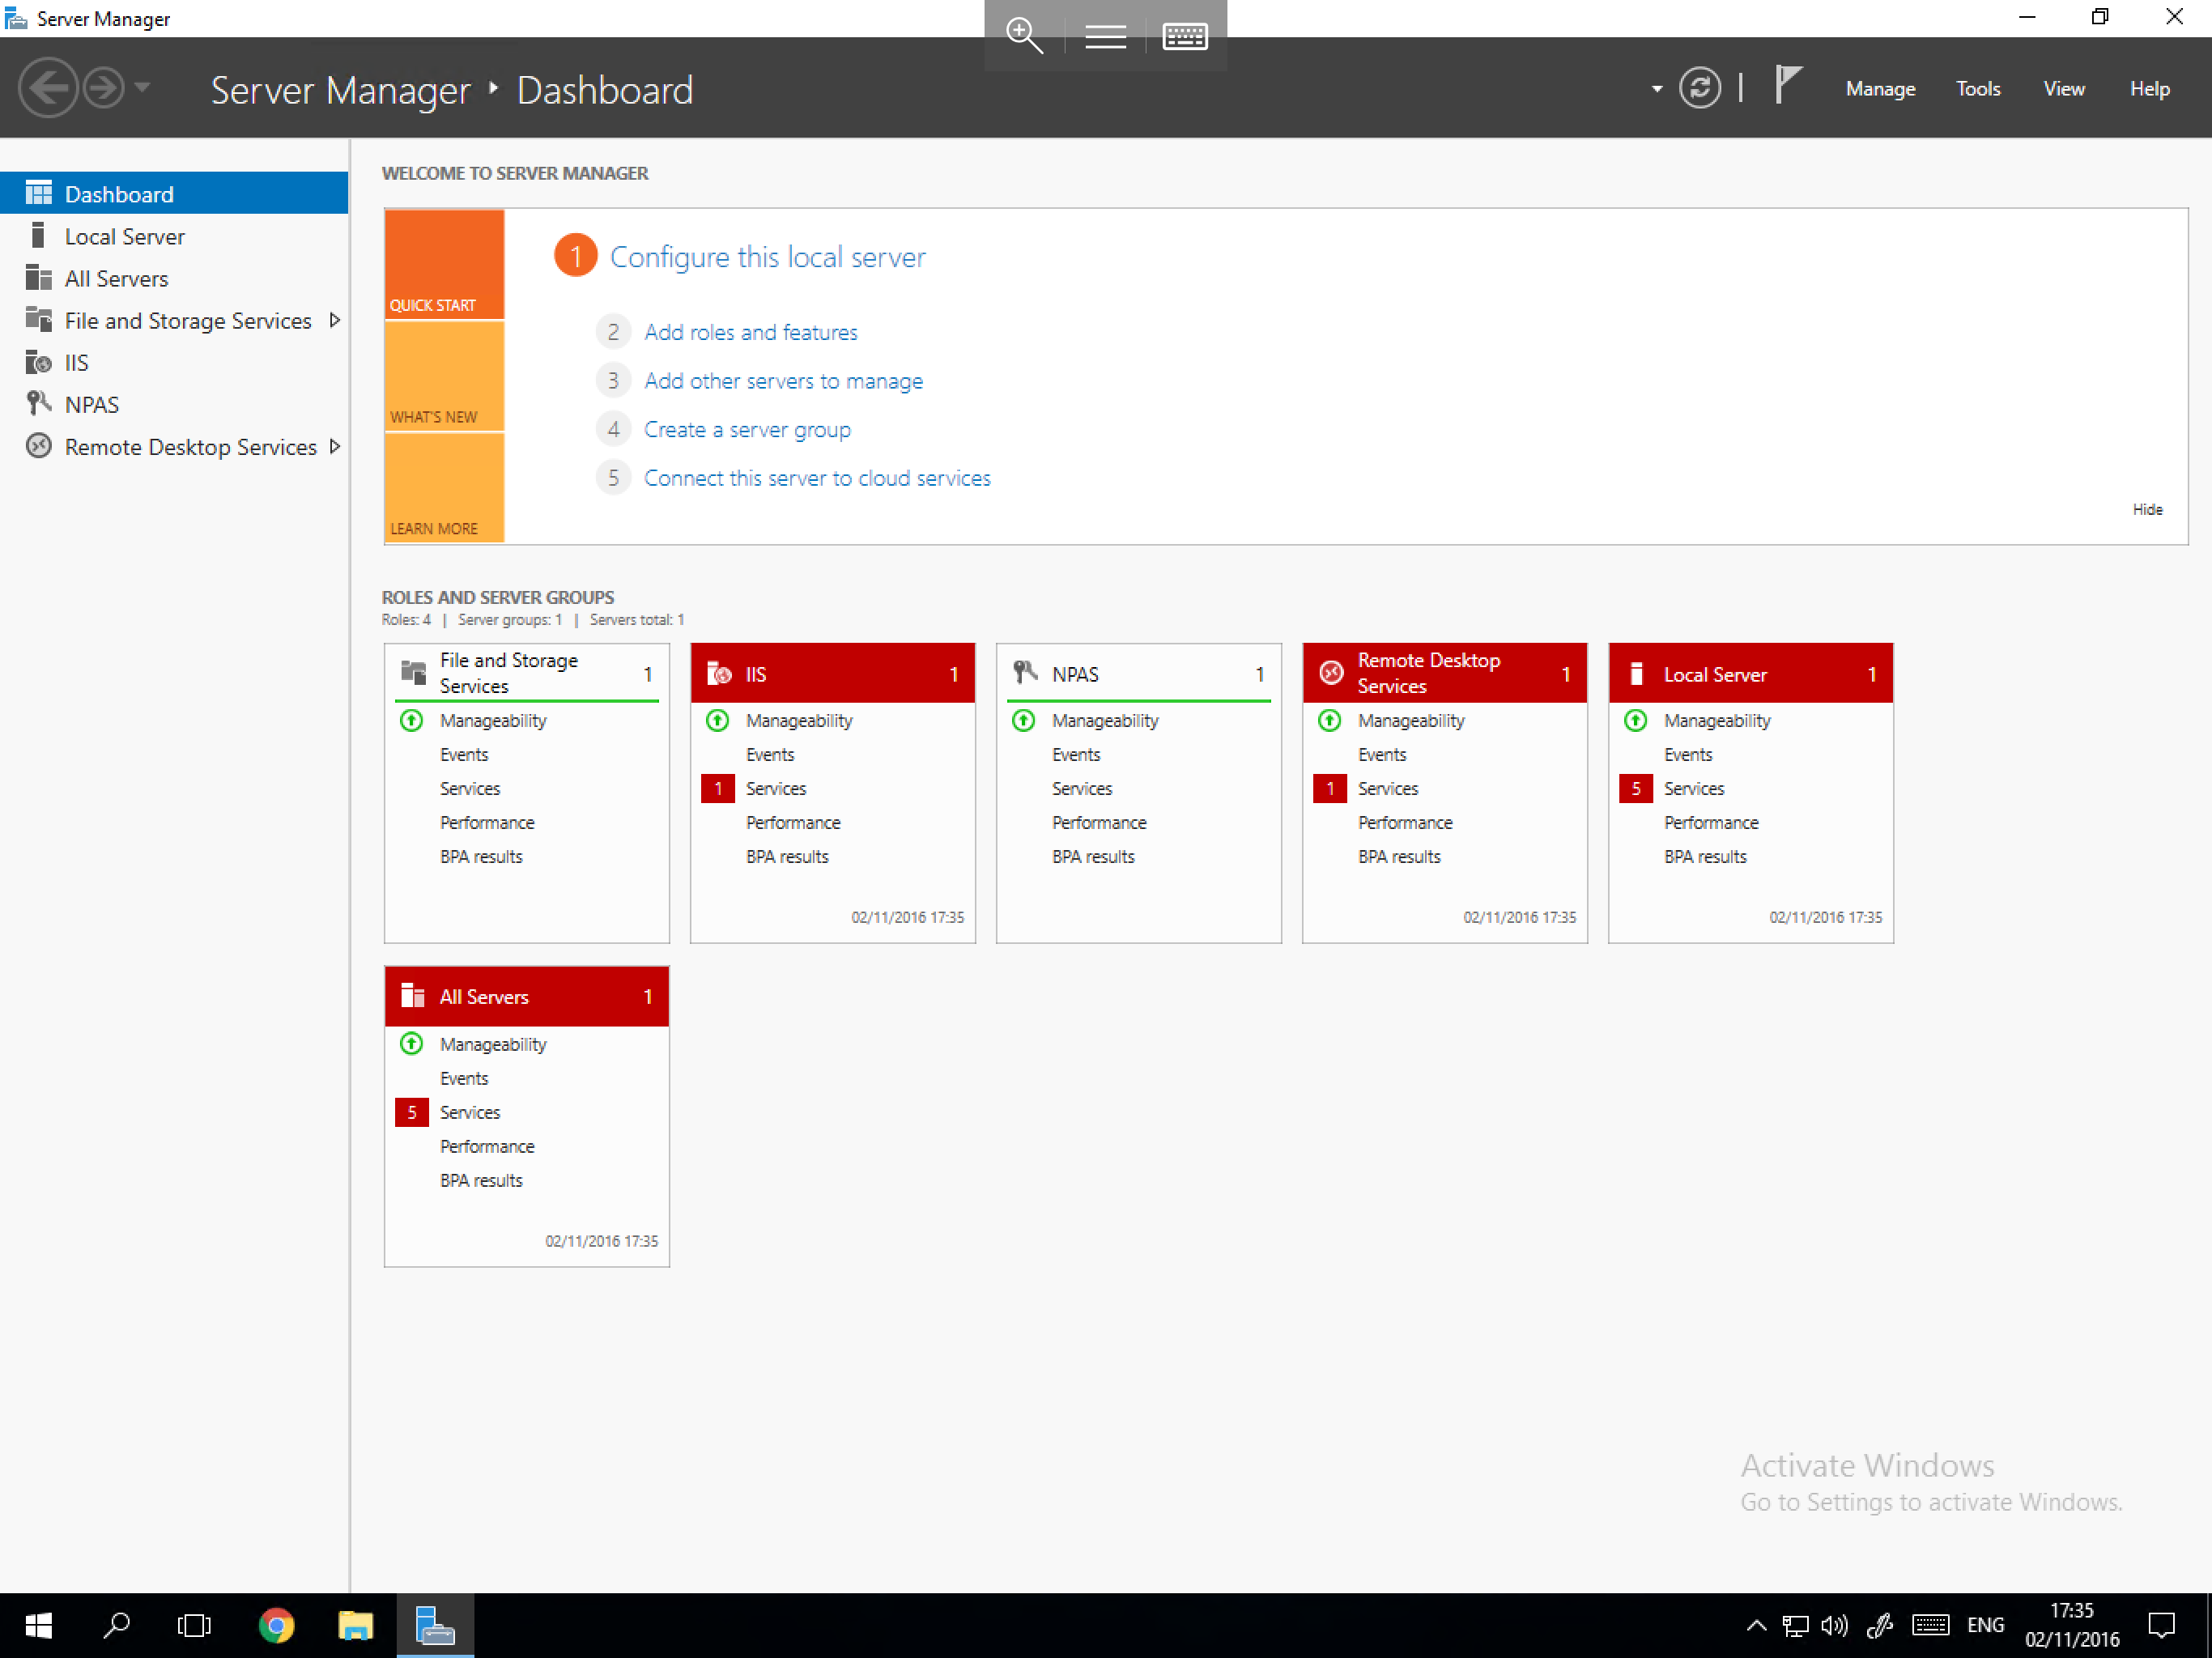 Server Manager
Server Manager ‣ Dashboard
Manage Tools View Help
Dashboard
Local Server
All Servers
File and Storage Services
IIS
NPAS
Remote Desktop Services
WELCOME TO SERVER MANAGER
QUICK START
WHAT'S NEW
LEARN MORE
1 Configure this local server
2 Add roles and features
3 Add other servers to manage
4 Create a server group
5 Connect this server to cloud services
Hide
ROLES AND SERVER GROUPS
Roles: 4 | Server groups: 1 | Servers total: 1
File and Storage Services 1
Manageability
Events
Services
Performance
BPA results
IIS 1
Manageability
Events
1 Services
Performance
BPA results
02/11/2016 17:35
NPAS 1
Manageability
Events
Services
Performance
BPA results
Remote Desktop Services 1
Manageability
Events
1 Services
Performance
BPA results
02/11/2016 17:35
Local Server 1
Manageability
Events
5 Services
Performance
BPA results
02/11/2016 17:35
All Servers 1
Manageability
Events
5 Services
Performance
BPA results
02/11/2016 17:35
Activate Windows
Go to Settings to activate Windows.
ENG
17:35
02/11/2016